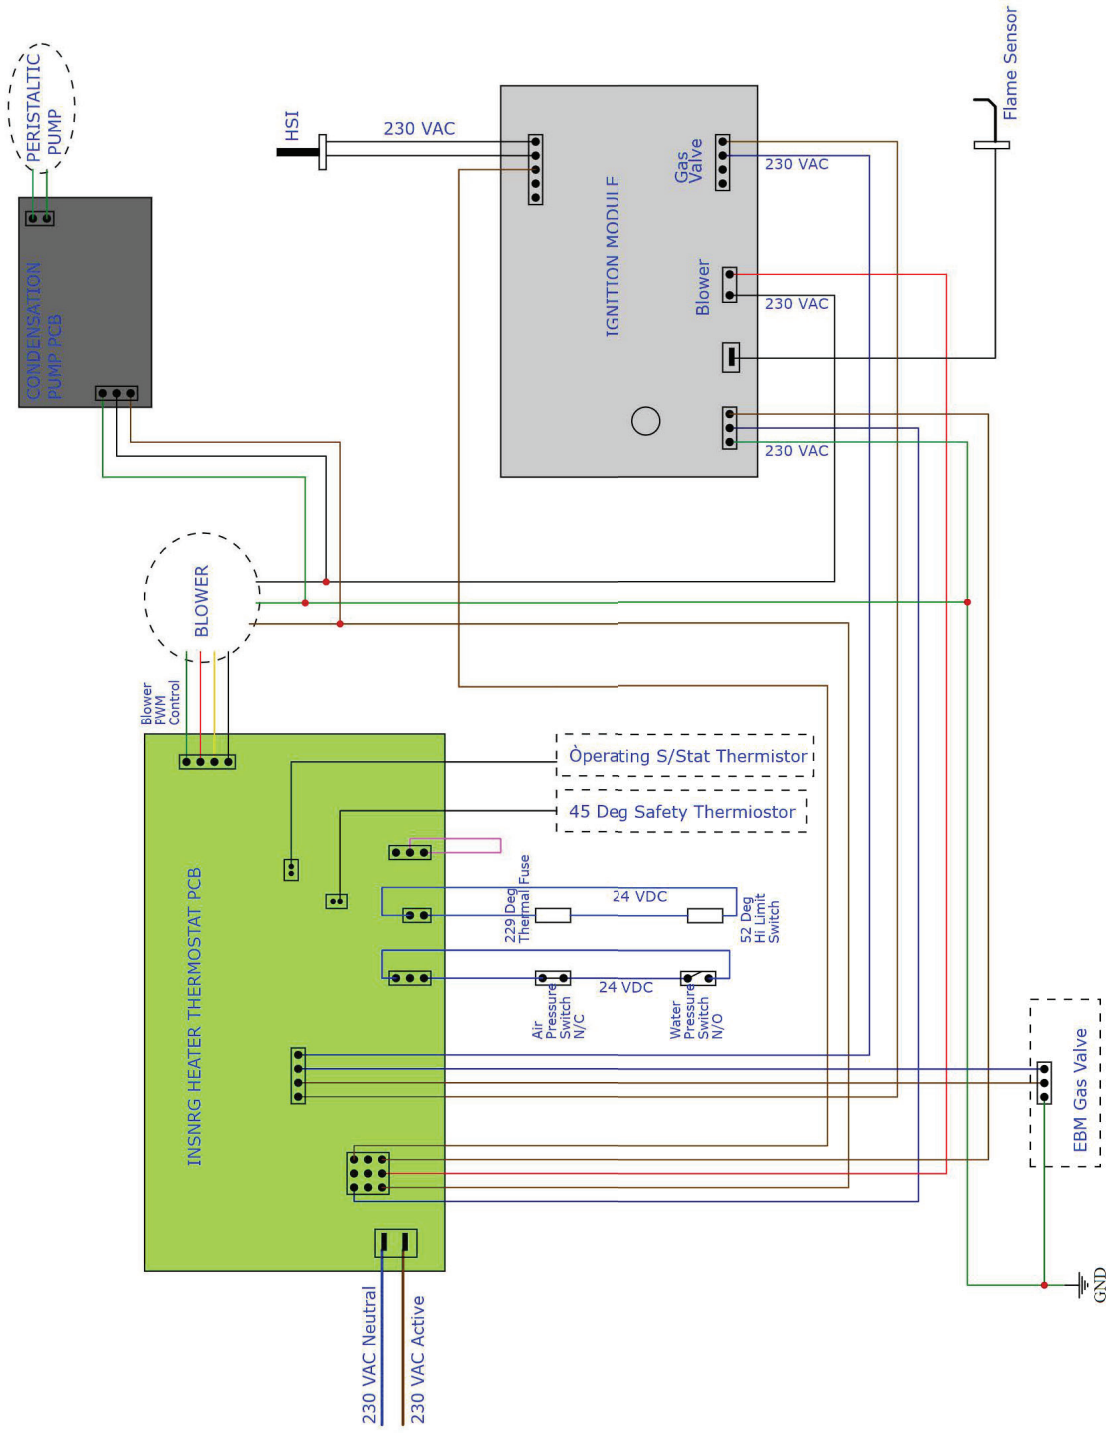 PERISTALTIC
PUMP
CONDENSATION
PUMP PCB
HSI
230 VAC
IGNITION MODULE
Gas
Valve
230 VAC
Blower
230 VAC
230 VAC
Flame Sensor
BLOWER
Blower
PWM
Control
Òperating S/Stat Thermistor
45 Deg Safety Thermiostor
INSNRG HEATER THERMOSTAT PCB
229 Deg
Thermal Fuse
24 VDC
52 Deg
Hi Limit
Switch
Air
Pressure
Switch
N/C
24 VDC
Water
Pressure
Switch
N/O
EBM Gas Valve
230 VAC Neutral
230 VAC Active
GND